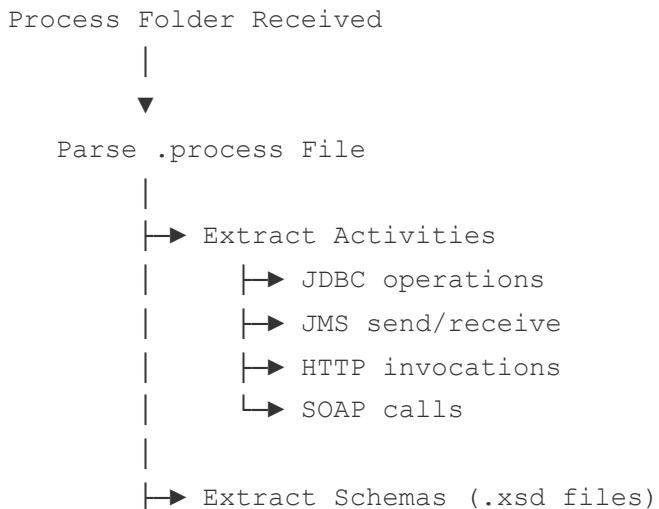 Process Folder Received
│
▼
Parse .process File
│
├─► Extract Activities
│ ├─► JDBC operations
│ ├─► JMS send/receive
│ ├─► HTTP invocations
│ └─► SOAP calls
│
├─► Extract Schemas (.xsd files)